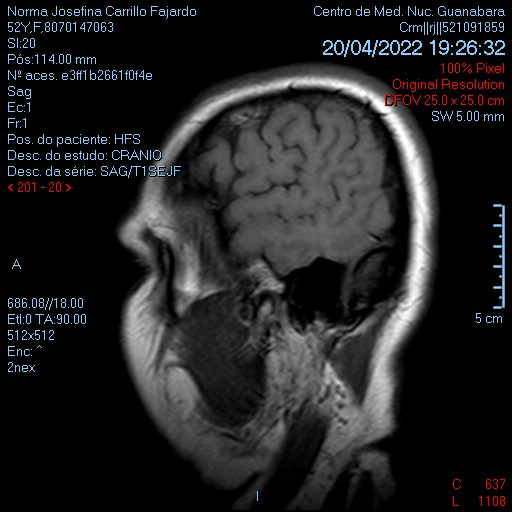 Norma Josefina Carrillo Fajardo
52Y,F,8070147063
Sl:20
Pós:114.00 mm
Nº aces. e3ff1b2661f0f4e
Sag
Ec:1
Fr:1
Pos. do paciente: HFS
Desc. do estudo: CRANIO
Desc. da série: SAG/T1SEJF
< 201 - 20 >
Centro de Med. Nuc. Guanabara
Crm||rj||521091859
20/04/2022 19:26:32
100% Pixel
Original Resolution
DFOV 25.0 x 25.0 cm
SW 5.00 mm
A
686.08//18.00
Etl:0 TA:90.00
512x512
Enc: ^
2nex
5 cm
I
C 637
L 1108